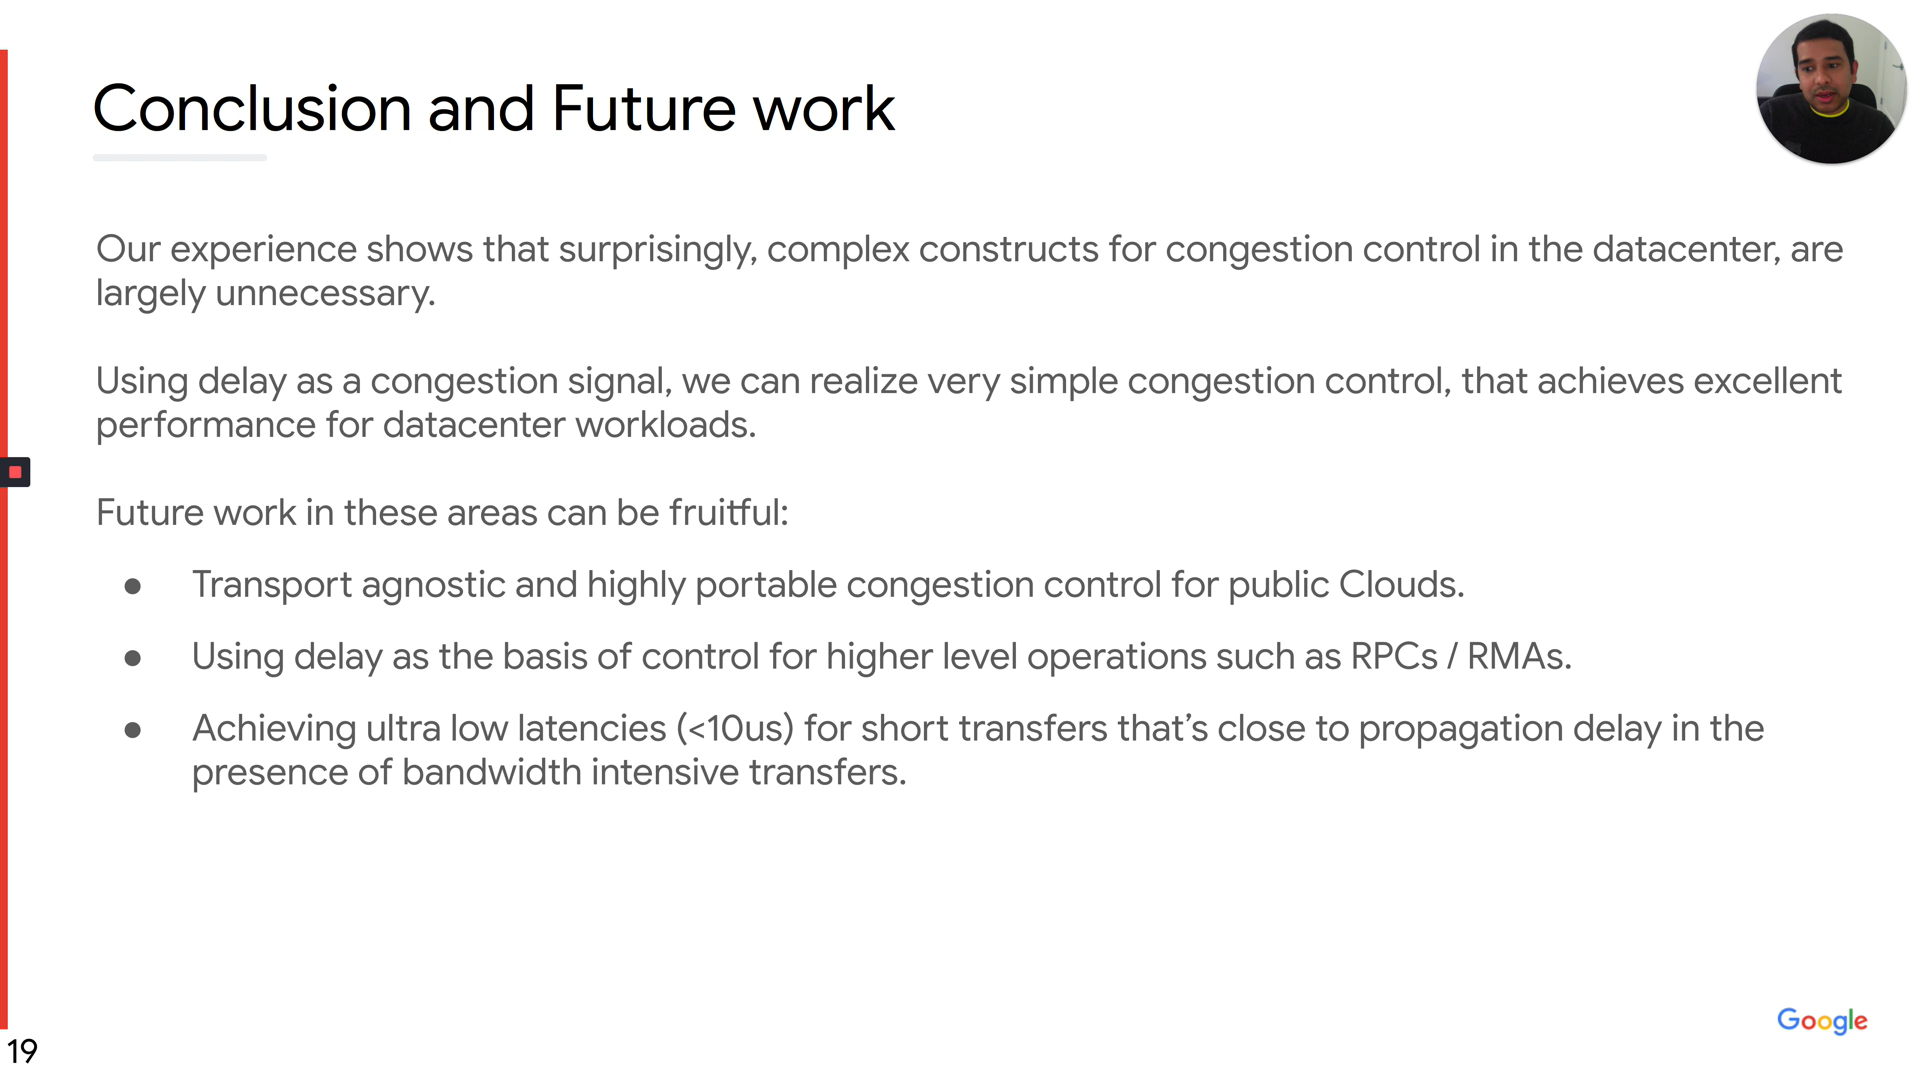 Conclusion and Future work
Our experience shows that surprisingly, complex constructs for congestion control in the datacenter, are
largely unnecessary.
Using delay as a congestion signal, we can realize very simple congestion control, that achieves excellent
performance for datacenter workloads.
Future work in these areas can be fruitful:
● Transport agnostic and highly portable congestion control for public Clouds.
● Using delay as the basis of control for higher level operations such as RPCs / RMAs.
● Achieving ultra low latencies (<10us) for short transfers that’s close to propagation delay in the
presence of bandwidth intensive transfers.
Google
19